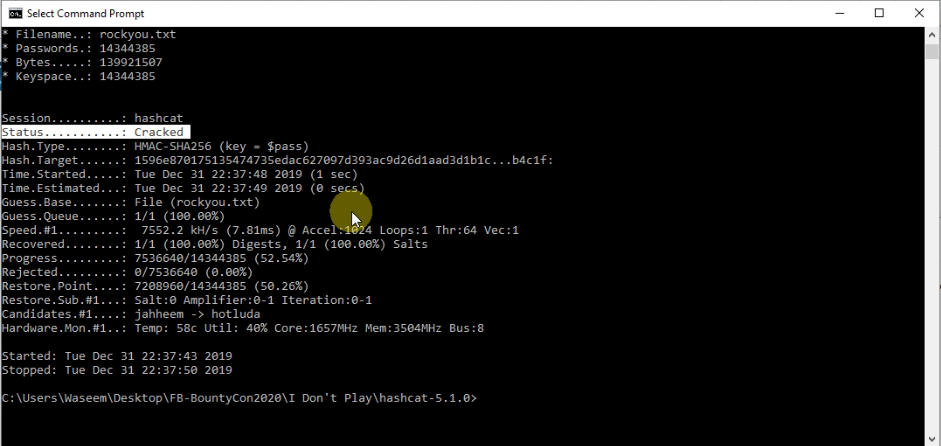 Select Command Prompt
* Filename..: rockyou.txt
* Passwords.: 14344385
* Bytes.....: 139921507
* Keyspace..: 14344385
Session..........: hashcat
Status...........: Cracked
Hash.Type........: HMAC-SHA256 (key = $pass)
Hash.Target......: 1596e870175135474735edac627097d393ac9d26d1aad3d1b1c...b4c1f:
Time.Started.....: Tue Dec 31 22:37:48 2019 (1 sec)
Time.Estimated...: Tue Dec 31 22:37:49 2019 (0 secs)
Guess.Base.......: File (rockyou.txt)
Guess.Queue......: 1/1 (100.00%)
Speed.#1.........:  7552.2 kH/s (7.81ms) @ Accel:1024 Loops:1 Thr:64 Vec:1
Recovered........: 1/1 (100.00%) Digests, 1/1 (100.00%) Salts
Progress.........: 7536640/14344385 (52.54%)
Rejected.........: 0/7536640 (0.00%)
Restore.Point....: 7208960/14344385 (50.26%)
Restore.Sub.#1...: Salt:0 Amplifier:0-1 Iteration:0-1
Candidates.#1....: jahheem -> hotluda
Hardware.Mon.#1..: Temp: 58c Util: 40% Core:1657MHz Mem:3504MHz Bus:8
Started: Tue Dec 31 22:37:43 2019
Stopped: Tue Dec 31 22:37:50 2019
C:\Users\Waseem\Desktop\FB-BountyCon2020\I Don't Play\hashcat-5.1.0>